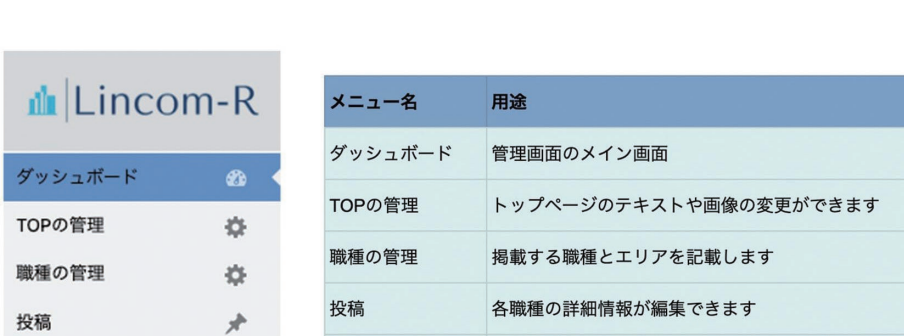 Lincom-R
ダッシュボード
TOPの管理
職種の管理
投稿
メニュー名 用途
ダッシュボード 管理画面のメイン画面
TOPの管理 トップページのテキストや画像の変更ができます
職種の管理 掲載する職種とエリアを記載します
投稿 各職種の詳細情報が編集できます